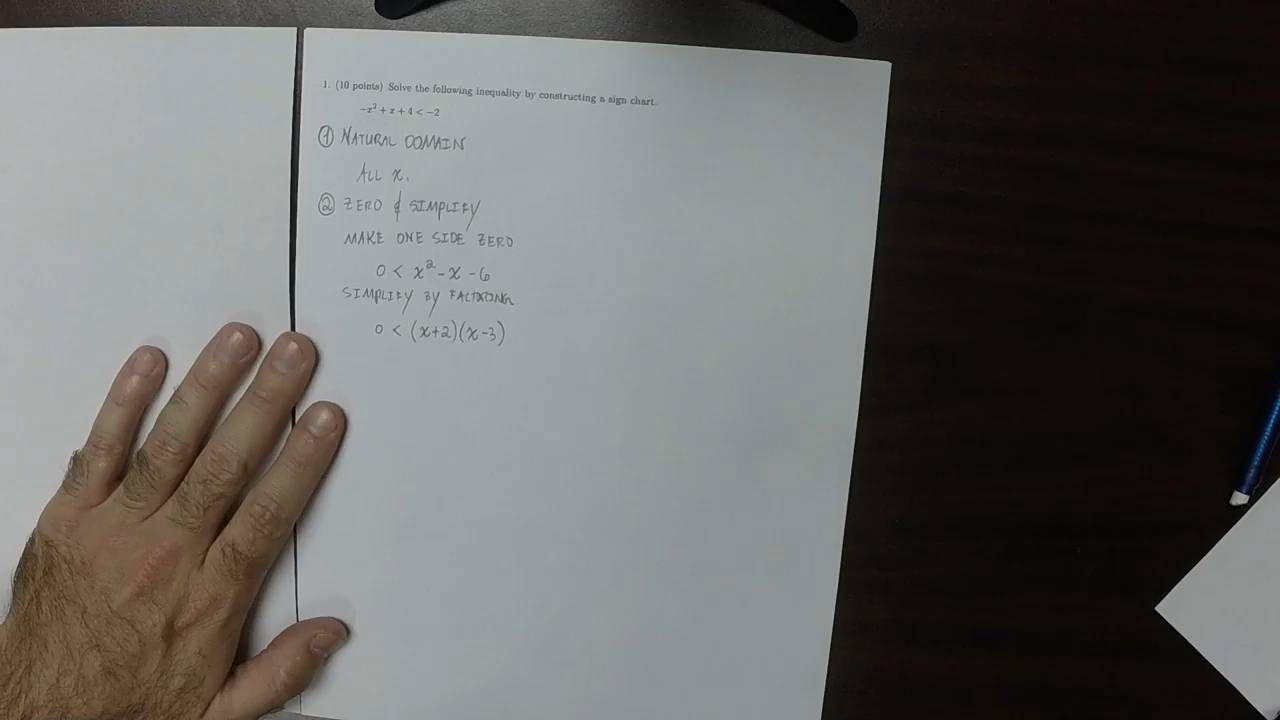 1. (10 points) Solve the following inequality by constructing a sign chart.
−x² + x + 4 < −2
① NATURAL DOMAIN
ALL x.
② ZERO & SIMPLIFY
MAKE ONE SIDE ZERO
0 < x² − x − 6
SIMPLIFY BY FACTORING
0 < (x+2)(x−3)